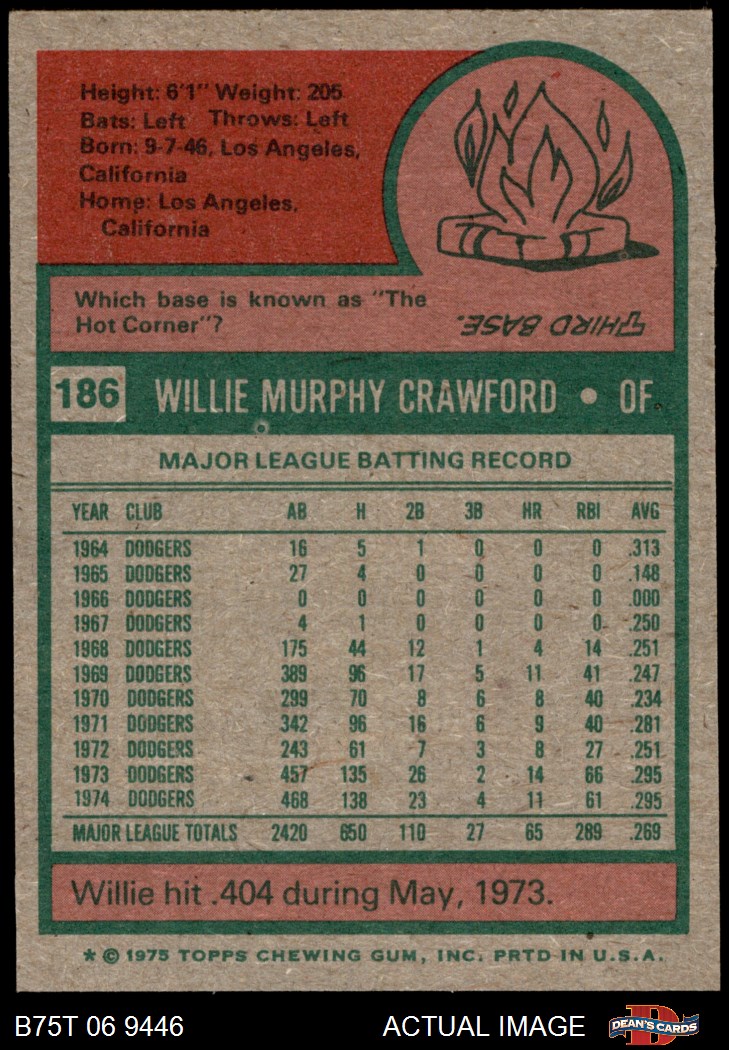 Height: 6'1" Weight: 205
Bats: Left Throws: Left
Born: 9-7-46, Los Angeles,
California
Home: Los Angeles,
California
Which base is known as "The
Hot Corner"?
THIRD BASE.
186 WILLIE MURPHY CRAWFORD • OF
MAJOR LEAGUE BATTING RECORD
YEAR CLUB AB H 2B 3B HR RBI AVG
1964 DODGERS 16 5 1 0 0 0 .313
1965 DODGERS 27 4 0 0 0 0 .148
1966 DODGERS 0 0 0 0 0 0 .000
1967 DODGERS 4 1 0 0 0 0 .250
1968 DODGERS 175 44 12 1 4 14 .251
1969 DODGERS 389 96 17 5 11 41 .247
1970 DODGERS 299 70 8 6 8 40 .234
1971 DODGERS 342 96 16 6 9 40 .281
1972 DODGERS 243 61 7 3 8 27 .251
1973 DODGERS 457 135 26 2 14 66 .295
1974 DODGERS 468 138 23 4 11 61 .295
MAJOR LEAGUE TOTALS 2420 650 110 27 65 289 .269
Willie hit .404 during May, 1973.
* © 1975 TOPPS CHEWING GUM, INC. PRTD IN U.S.A.
B75T 06 9446 ACTUAL IMAGE DEAN'S CARDS